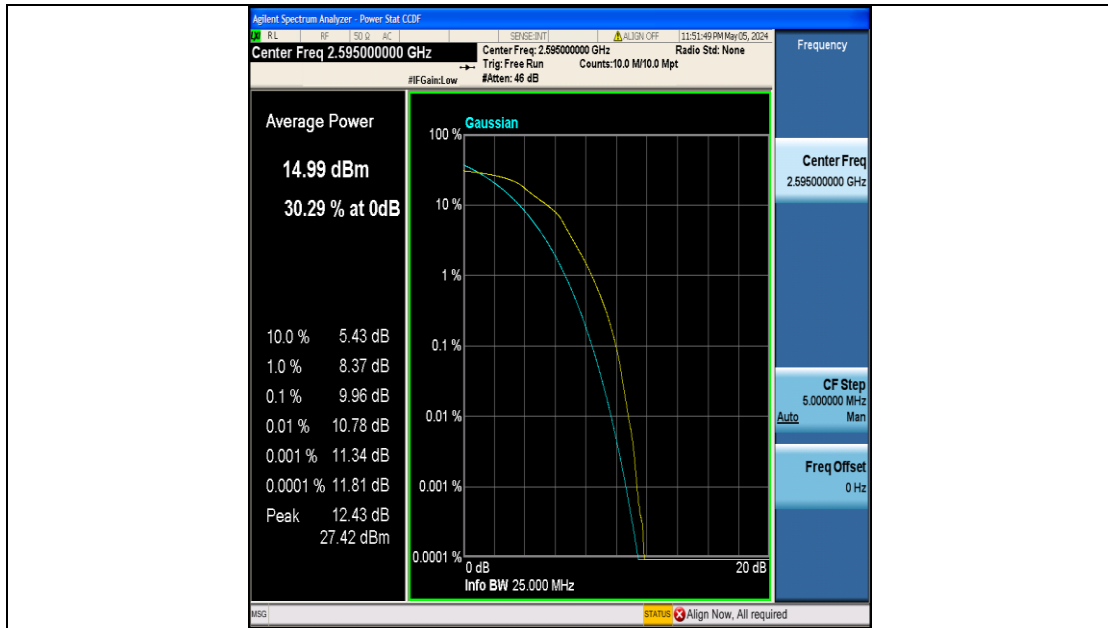 Agilent Spectrum Analyzer - Power Stat CCDF
RL RF 50 Ω AC SENSE:INT ALIGN OFF 11:51:49 PM May 05, 2024
Center Freq 2.595000000 GHz
Center Freq: 2.595000000 GHz Radio Std: None
Trig: Free Run Counts:10.0 M/10.0 Mpt
#IFGain:Low #Atten: 46 dB
Frequency
Average Power
14.99 dBm
30.29 % at 0dB
10.0 % 5.43 dB
1.0 % 8.37 dB
0.1 % 9.96 dB
0.01 % 10.78 dB
0.001 % 11.34 dB
0.0001 % 11.81 dB
Peak 12.43 dB
27.42 dBm
Gaussian
100 %
10 %
1 %
0.1 %
0.01 %
0.001 %
0.0001 %
0 dB 20 dB
Info BW 25.000 MHz
Center Freq
2.595000000 GHz
CF Step
5.000000 MHz
Auto Man
Freq Offset
0 Hz
MSG STATUS Align Now, All required